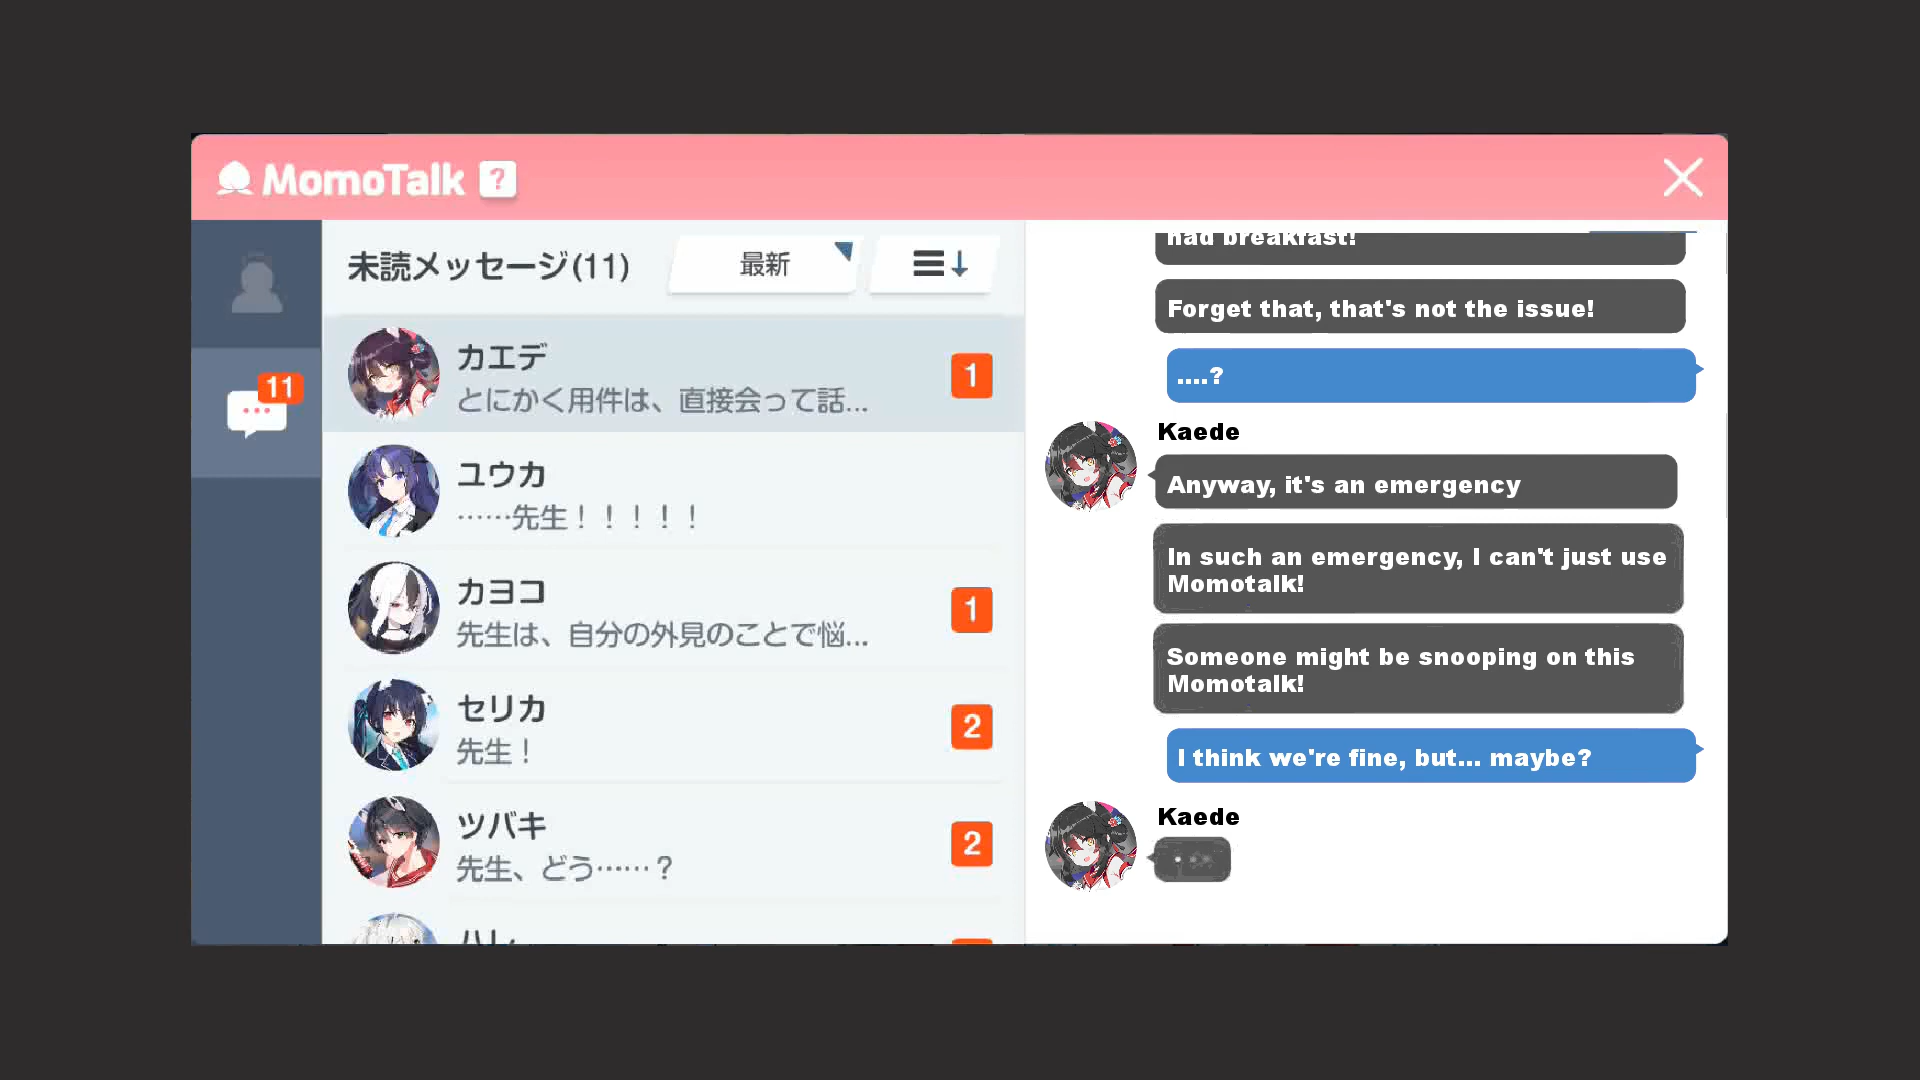 MomoTalk ?
未読メッセージ(11)
最新
11
カエデ
とにかく用件は、直接会って話...
1
ユウカ
……先生！！！！！
カヨコ
先生は、自分の外見のことで悩...
1
セリカ
先生！
2
ツバキ
先生、どう……？
2
ハレ
had breakfast!
Forget that, that's not the issue!
....?
Kaede
Anyway, it's an emergency
In such an emergency, I can't just use
Momotalk!
Someone might be snooping on this
Momotalk!
I think we're fine, but... maybe?
Kaede